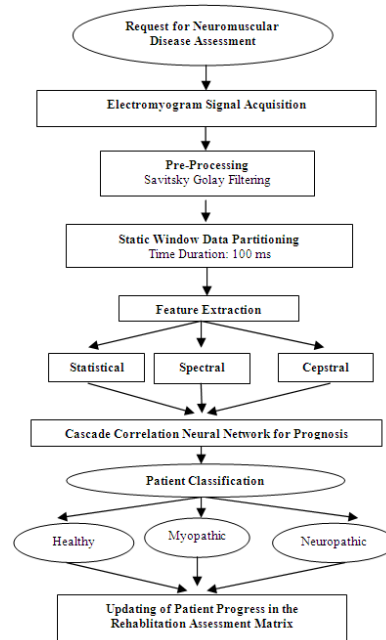 Request for Neuromuscular
Disease Assessment
Electromyogram Signal Acquisition
Pre-Processing
Savitsky Golay Filtering
Static Window Data Partitioning
Time Duration: 100 ms
Feature Extraction
Statistical
Spectral
Cepstral
Cascade Correlation Neural Network for Prognosis
Patient Classification
Healthy
Myopathic
Neuropathic
Updating of Patient Progress in the
Rehablitation Assessment Matrix